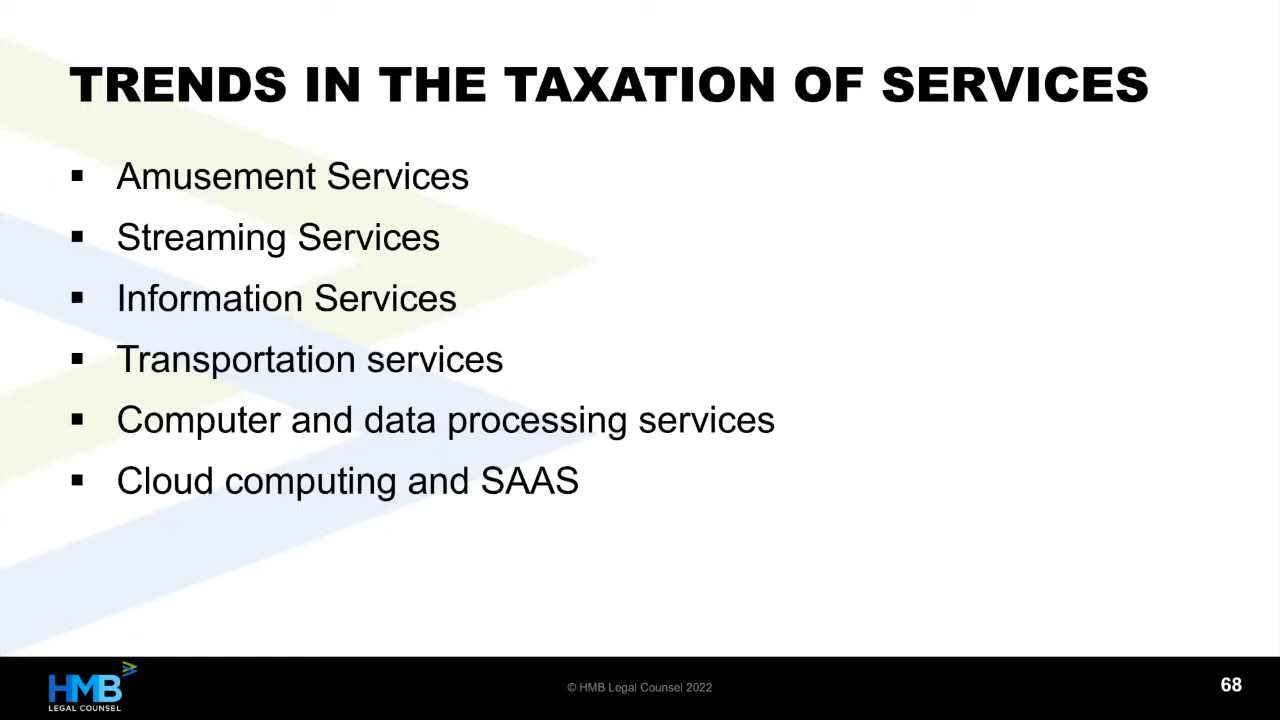 TRENDS IN THE TAXATION OF SERVICES
▪ Amusement Services
▪ Streaming Services
▪ Information Services
▪ Transportation services
▪ Computer and data processing services
▪ Cloud computing and SAAS
HMB
LEGAL COUNSEL
© HMB Legal Counsel 2022
68